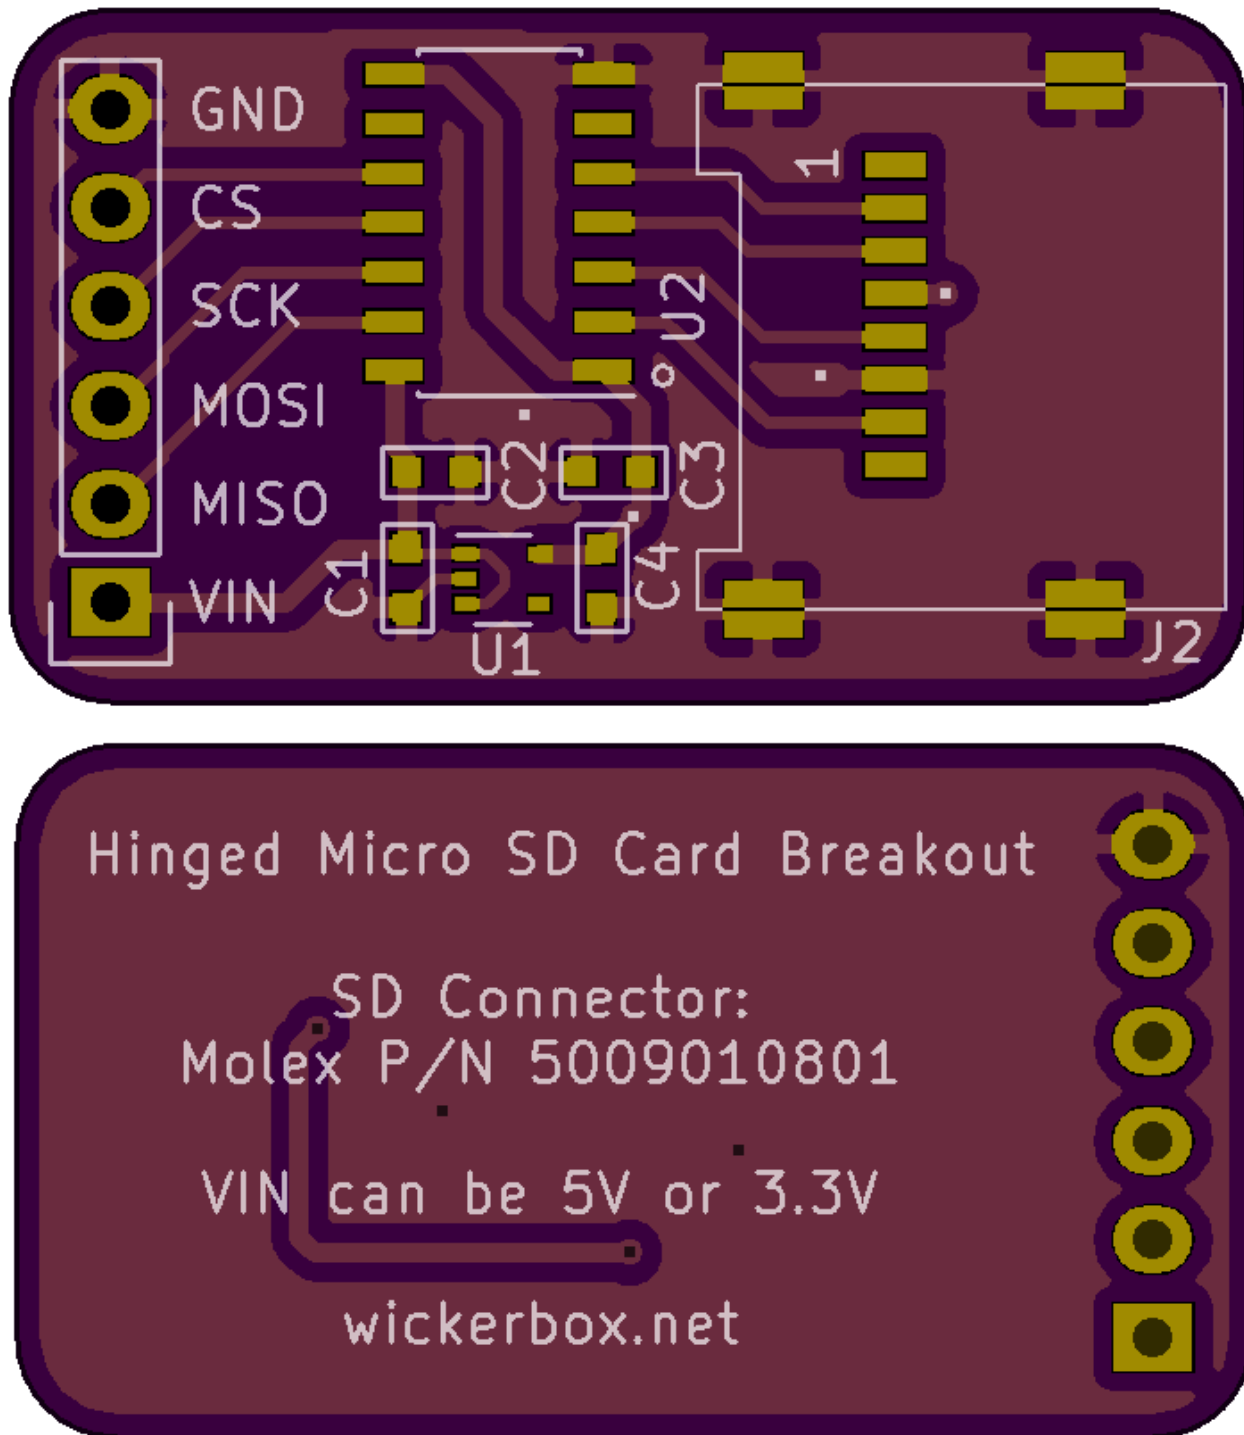 GND
1
CS
U2
SCK
MOSI
C2
C3
MISO
C1
C4
VIN
U1
J2
Hinged Micro SD Card Breakout
SD Connector:
Molex P/N 5009010801
VIN can be 5V or 3.3V
wickerbox.net